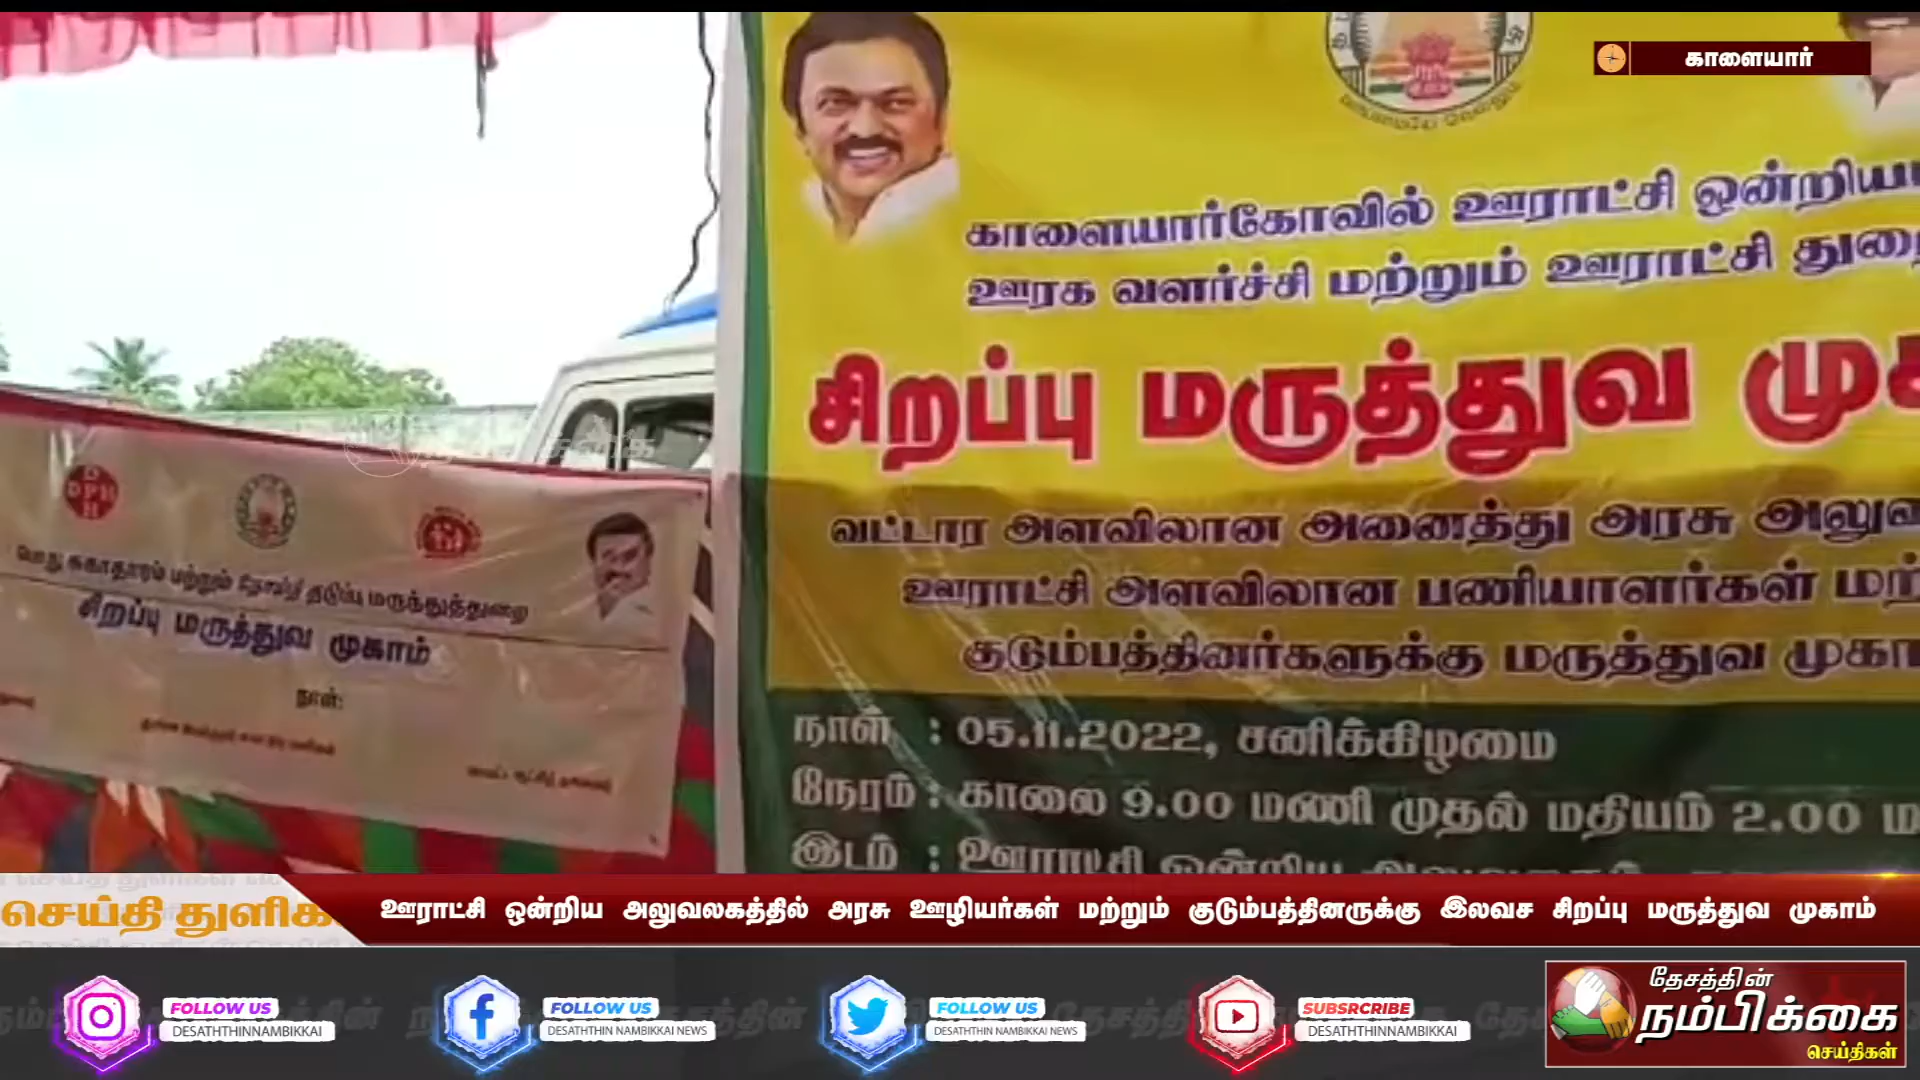 காளையார்
காளையார்கோவில் ஊராட்சி
ஊரக வளர்ச்சி மற்றும் ஊராட்சி
சிறப்பு மருத்துவ
வட்டார அளவிலான அனைத்து அரசு
ஊராட்சி அளவிலான பணியாளர்கள்
குடும்பத்தினர்களுக்கு மருத்துவ
நாள் : 05.11.2022, சனிக்கிழமை
நேரம் : காலை 9.00 மணி முதல் மதியம் 2.00
இடம் : ஊராட்சி ஒன்றிய
D
DPH
H
பொது சுகாதாரம் மற்றும் நோய்த் தடுப்பு மருந்துத்துறை
சிறப்பு மருத்துவ முகாம்
நாள்:
செய்தி
ஊராட்சி ஒன்றிய அலுவலகத்தில் அரசு ஊழியர்கள் மற்றும் குடும்பத்தினருக்கு இலவச சிறப்பு மருத்துவ முகாம்
FOLLOW US
DESATHTHINNAMBIKKAI
FOLLOW US
DESATHTHIN NAMBIKKAI NEWS
FOLLOW US
DESATHTHIN NAMBIKKAI NEWS
SUBSRCRIBE
DESATHTHINNAMBIKKAI
தேசத்தின்
நம்பிக்கை
செய்திகள்